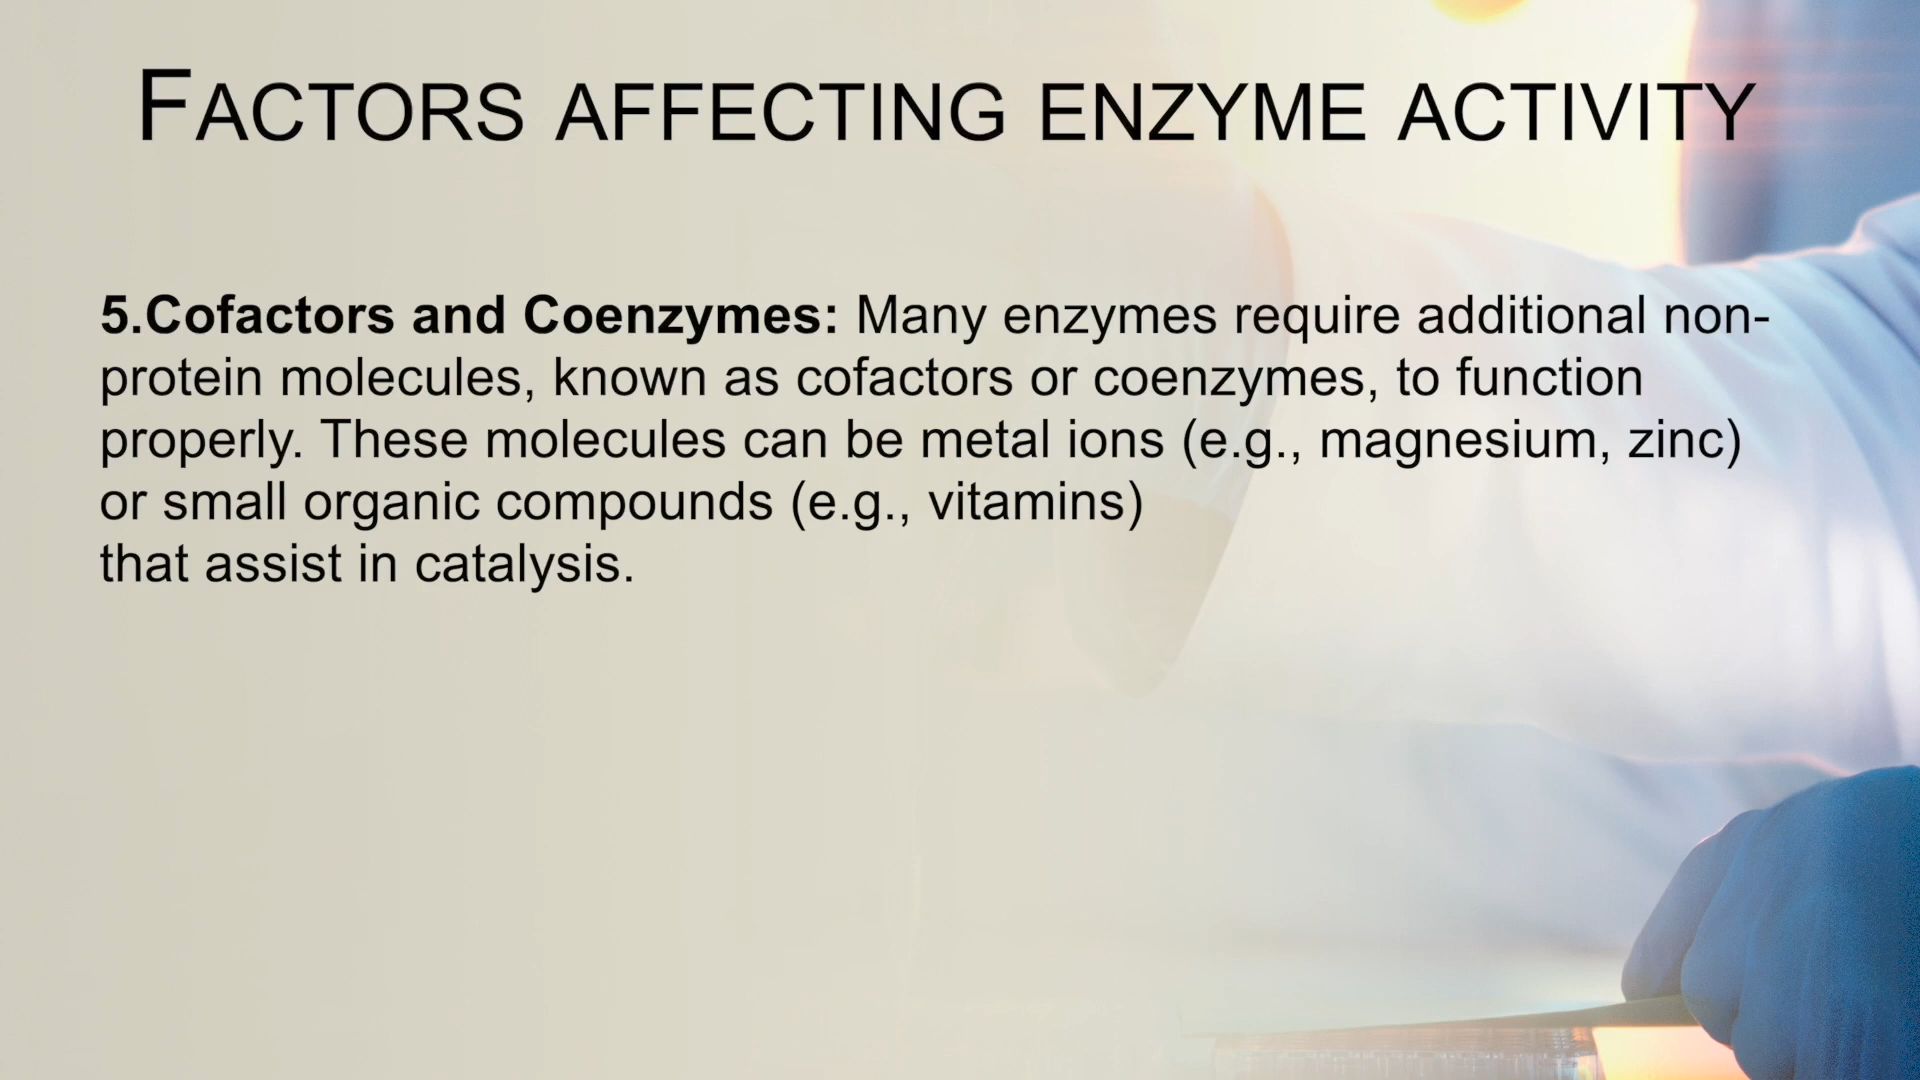 FACTORS AFFECTING ENZYME ACTIVITY
5.Cofactors and Coenzymes: Many enzymes require additional non-
protein molecules, known as cofactors or coenzymes, to function
properly. These molecules can be metal ions (e.g., magnesium, zinc)
or small organic compounds (e.g., vitamins)
that assist in catalysis.